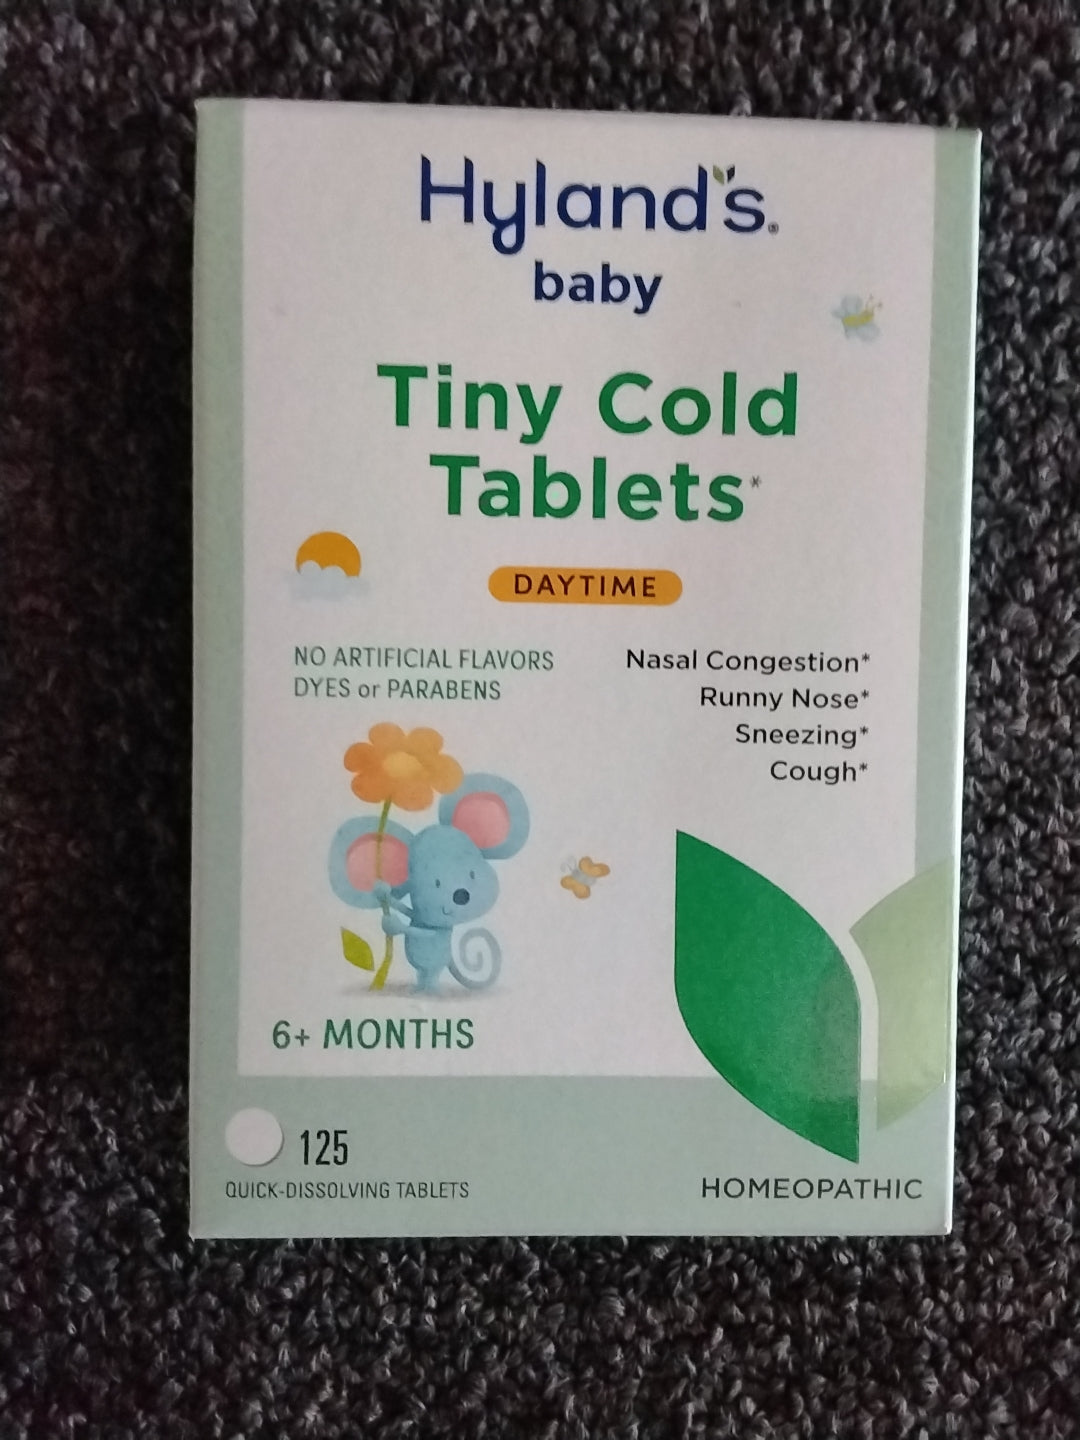 Hyland's®
baby
Tiny Cold
Tablets*
DAYTIME
NO ARTIFICIAL FLAVORS
DYES or PARABENS
Nasal Congestion*
Runny Nose*
Sneezing*
Cough*
6+ MONTHS
125
QUICK-DISSOLVING TABLETS
HOMEOPATHIC